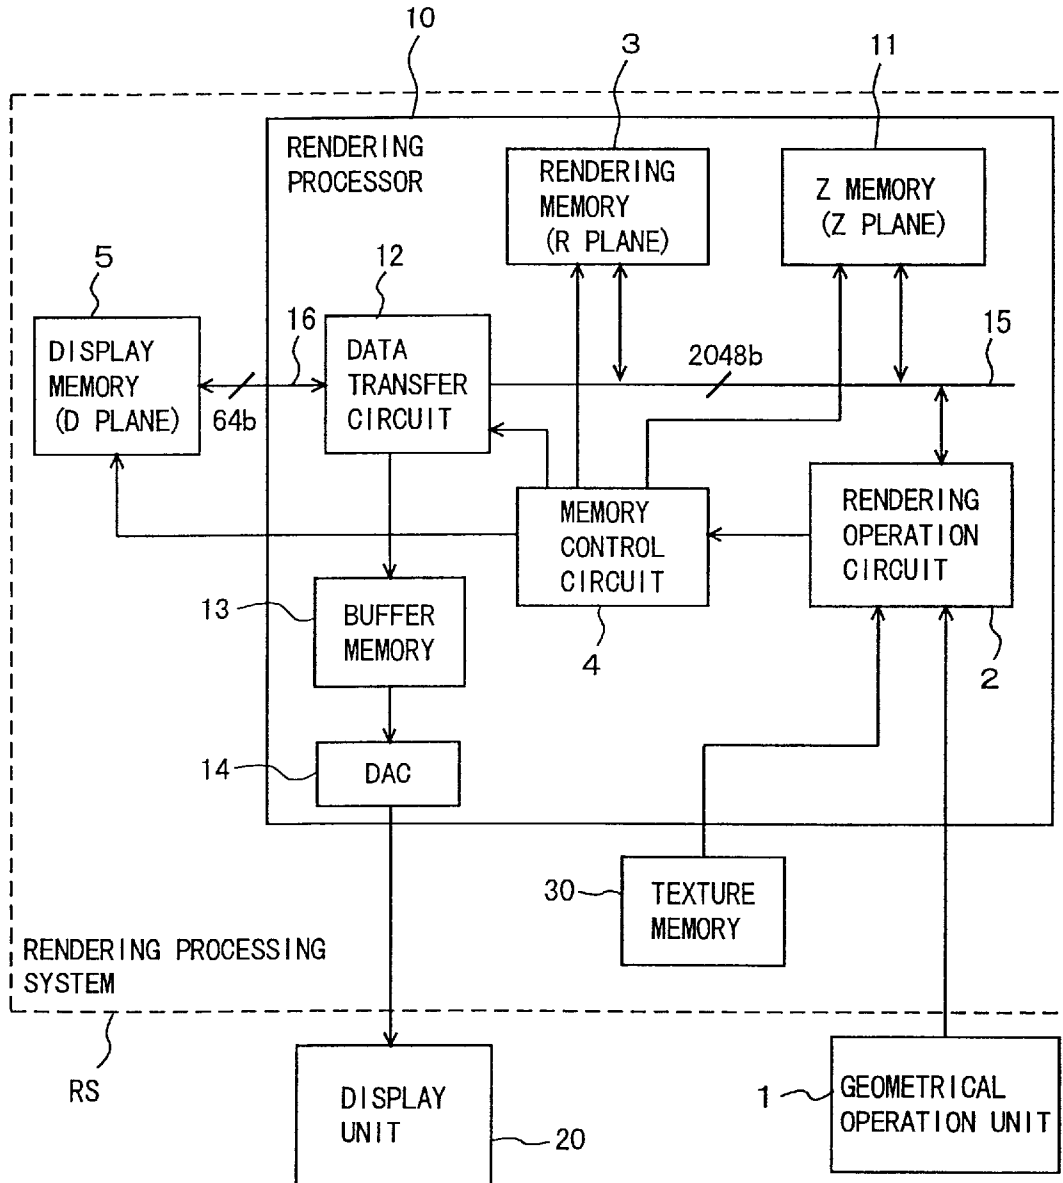 10
3
11
RENDERING
PROCESSOR
RENDERING
MEMORY
(R PLANE)
Z MEMORY
(Z PLANE)
5
12
16
15
DISPLAY
MEMORY
(D PLANE)
64b
DATA
TRANSFER
CIRCUIT
2048b
MEMORY
CONTROL
CIRCUIT
RENDERING
OPERATION
CIRCUIT
13
BUFFER
MEMORY
4
2
14
DAC
30
TEXTURE
MEMORY
RENDERING PROCESSING
SYSTEM
RS
DISPLAY
UNIT
20
1
GEOMETRICAL
OPERATION UNIT